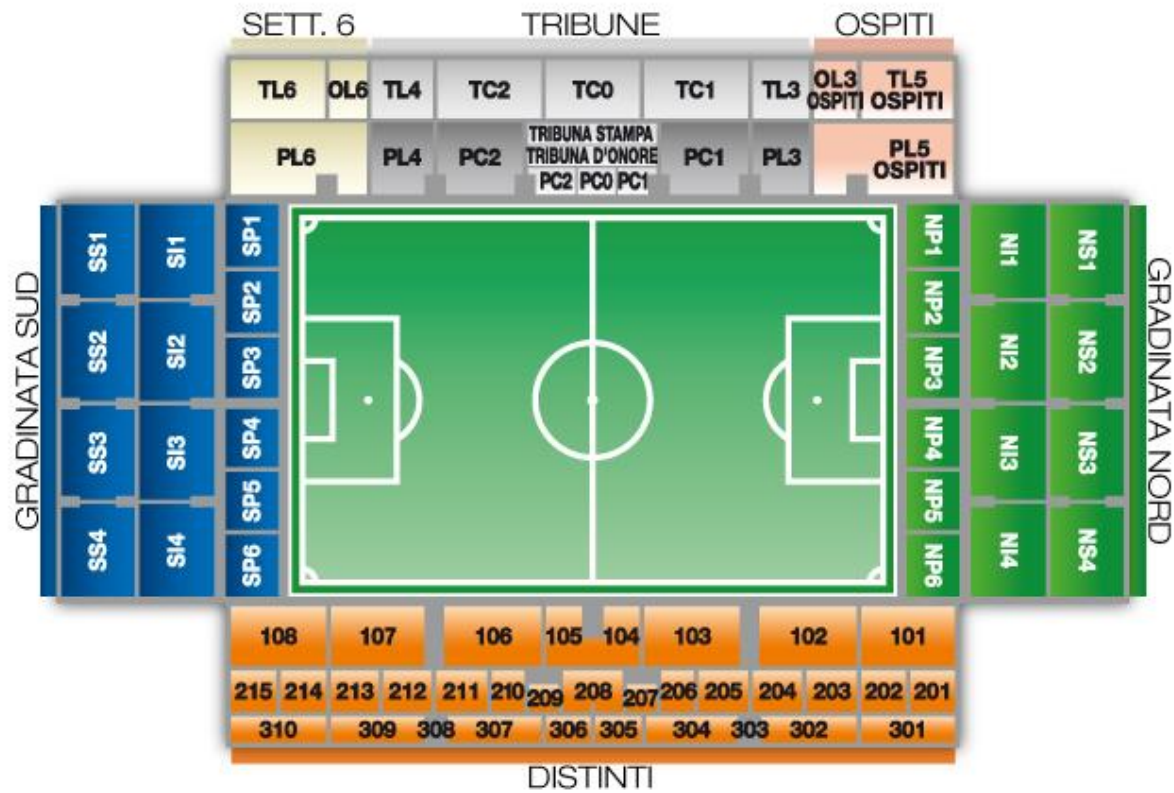 SETT. 6 TRIBUNE OSPITI
TL6 OL6 TL4 TC2 TC0 TC1 TL3 OL3 OSPITI TL5 OSPITI
PL6 PL4 PC2 TRIBUNA STAMPA PC1 PL3 PL5 OSPITI
TRIBUNA D'ONORE
PC2 PC0 PC1
GRADINATA SUD
SS1 SI1 SP1
SS2 SI2 SP2
SS3 SI3 SP3
SS4 SI4 SP4
SP5
SP6
NP1 NI1 NS1
NP2 NI2 NS2
NP3 NI3 NS3
NP4 NI4 NS4
NP5
NP6
GRADINATA NORD
108 107 106 105 104 103 102 101
215 214 213 212 211 210 209 208 207 206 205 204 203 202 201
310 309 308 307 306 305 304 303 302 301
DISTINTI